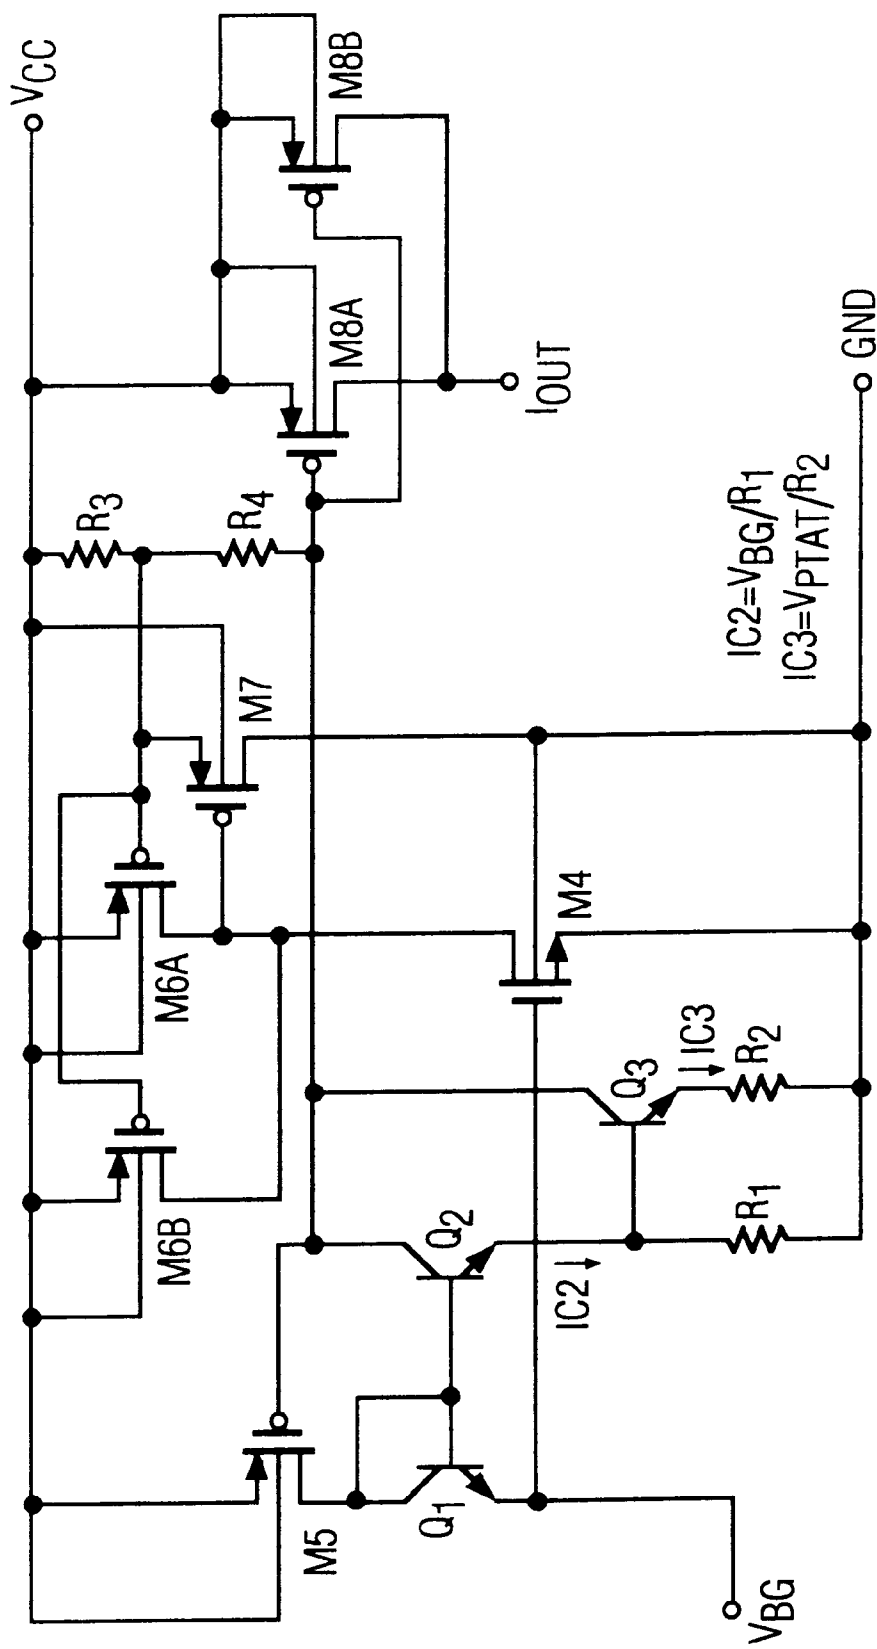 VCC
M8B
M8A
IOUT
GND
R3
R4
IC2=VBG/R1
IC3=VPTAT/R2
M7
M6A
M6B
M4
Q3
IC3
R2
Q2
IC2
R1
M5
Q1
VBG